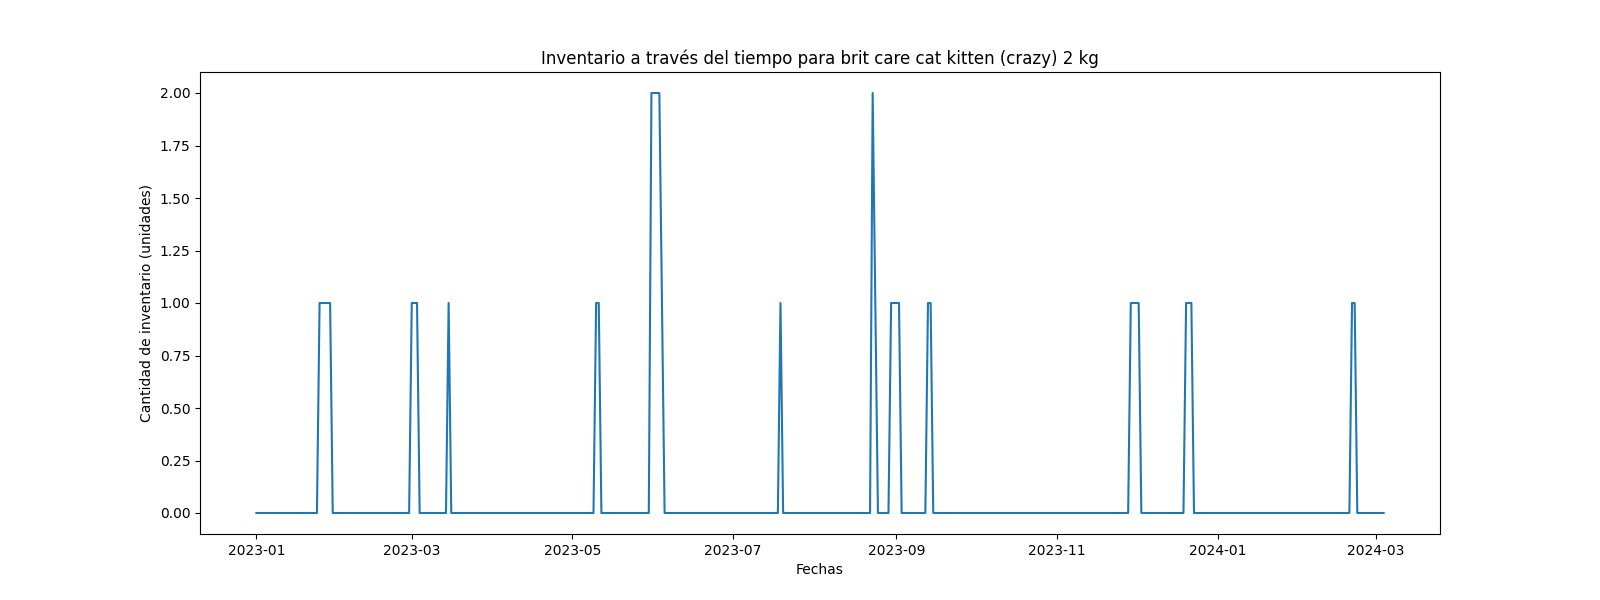 Inventario a través del tiempo para brit care cat kitten (crazy) 2 kg
Cantidad de inventario (unidades)
2.00
1.75
1.50
1.25
1.00
0.75
0.50
0.25
0.00
2023-01 2023-03 2023-05 2023-07 2023-09 2023-11 2024-01 2024-03
Fechas